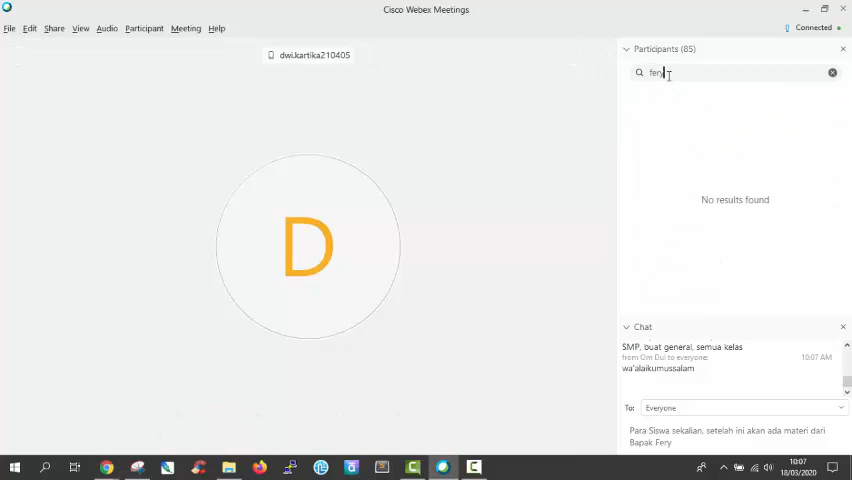 Cisco Webex Meetings
File Edit Share View Audio Participant Meeting Help
Connected
dwi.kartika210405
D
Participants (85)
fery
No results found
Chat
SMP, buat general, semua kelas
from Om Dul to everyone: 10:07 AM
wa'alaikumussalam
To: Everyone
Para Siswa sekalian, setelah ini akan ada materi dari
Bapak Fery
10:07
18/03/2020